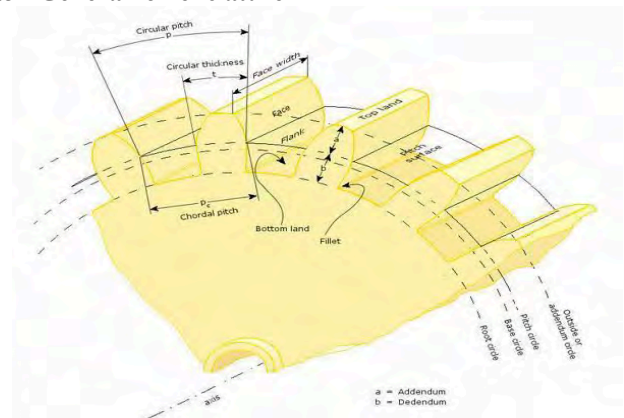 Circular pitch
p
Circular thickness
t
Face width
Face
Flank
Top land
a
b
Pitch
surface
Pc
Chordal pitch
Bottom land
Fillet
Outside or
addendum circle
Pitch circle
Base circle
Root circle
axis
a = Addendum
b = Dedendum